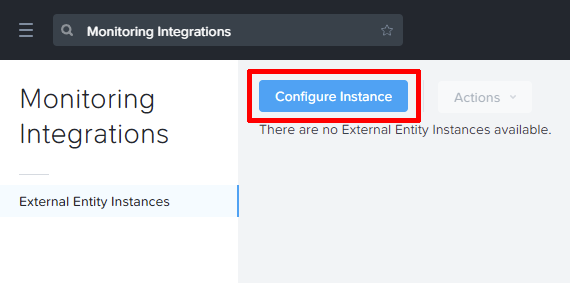 Monitoring Integrations
Monitoring
Integrations
External Entity Instances
Configure Instance
Actions
There are no External Entity Instances available.